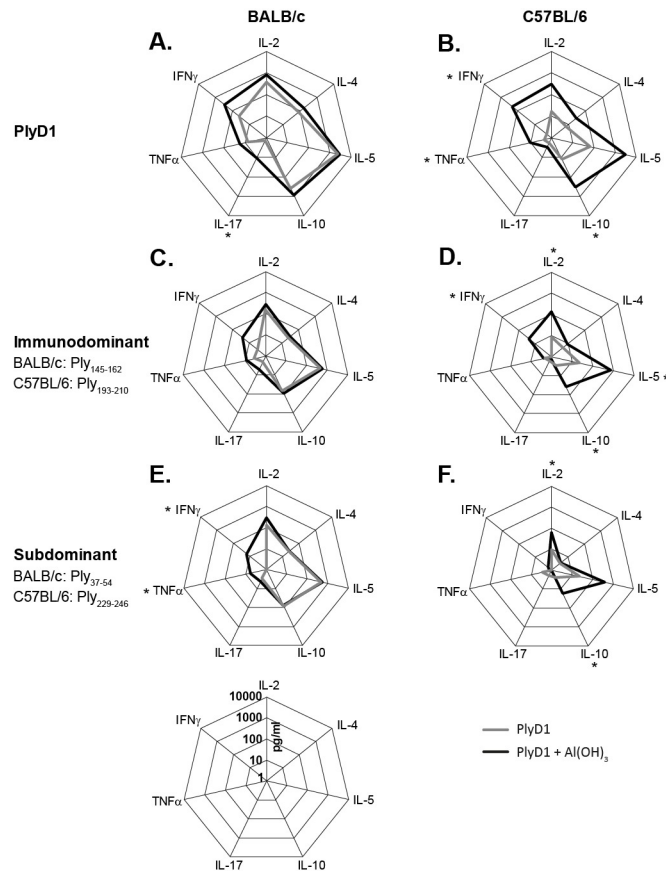 BALB/c
C57BL/6
A.
IL-2
IFNγ
IL-4
TNFα
IL-5
IL-17
*
IL-10
B.
IL-2
* IFNγ
IL-4
* TNFα
IL-5
IL-17
IL-10
*
PlyD1
C.
IL-2
IFNγ
IL-4
TNFα
IL-5
IL-17
IL-10
D.
*
IL-2
* IFNγ
IL-4
TNFα
IL-5 *
IL-17
IL-10
*
Immunodominant
BALB/c: Ply145-162
C57BL/6: Ply193-210
E.
IL-2
* IFNγ
IL-4
* TNFα
IL-5
IL-17
IL-10
F.
*
IL-2
IFNγ
IL-4
TNFα
IL-5
IL-17
IL-10
*
Subdominant
BALB/c: Ply37-54
C57BL/6: Ply229-246
IL-2
10000
1000
100
10
1
pg/ml
IFNγ
IL-4
TNFα
IL-5
IL-17
IL-10
PlyD1
PlyD1 + Al(OH)3